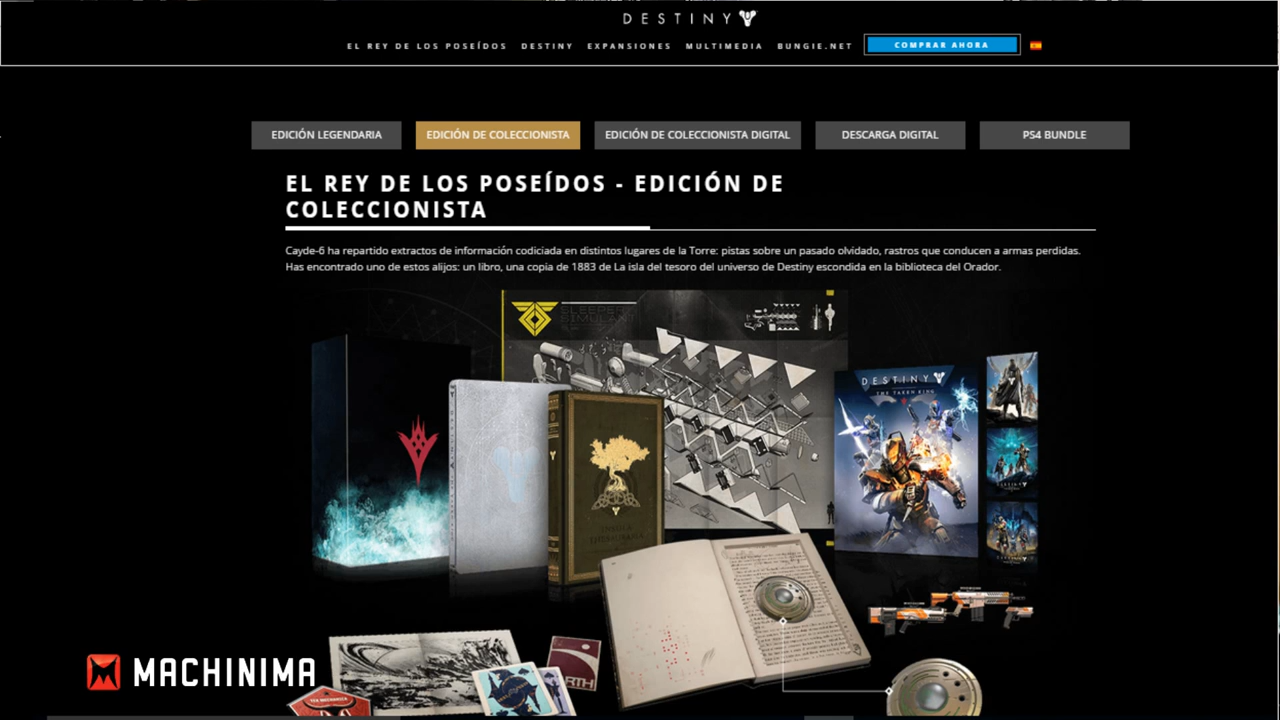 DESTINY
EL REY DE LOS POSEÍDOS DESTINY EXPANSIONES MULTIMEDIA BUNGIE.NET COMPRAR AHORA
EDICIÓN LEGENDARIA EDICIÓN DE COLECCIONISTA EDICIÓN DE COLECCIONISTA DIGITAL DESCARGA DIGITAL PS4 BUNDLE
EL REY DE LOS POSEÍDOS - EDICIÓN DE
COLECCIONISTA
Cayde-6 ha repartido extractos de información codiciada en distintos lugares de la Torre: pistas sobre un pasado olvidado, rastros que conducen a armas perdidas.
Has encontrado uno de estos alijos: un libro, una copia de 1883 de La isla del tesoro del universo de Destiny escondida en la biblioteca del Orador.
SLEEPER
SIMULANT
DESTINY
THE TAKEN KING
MACHINIMA